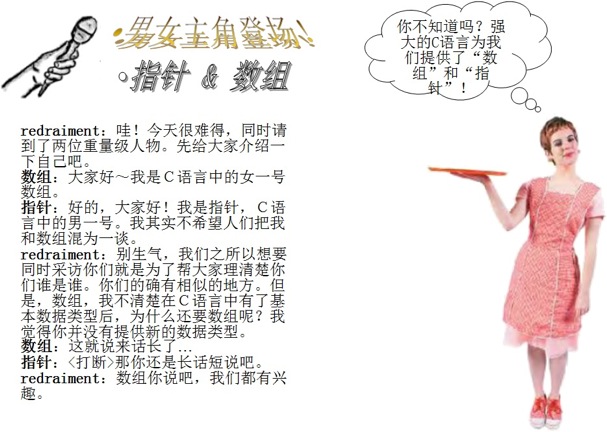 •男女主角登场!
•指针 & 数组
redraiment: 哇！今天很难得，同时请
到了两位重量级人物。先给大家介绍一
下自己吧。
数组: 大家好～我是C语言中的女一号
数组。
指针: 好的，大家好！我是指针，C语
言中的男一号。我其实不希望人们把我
和数组混为一谈。
redraiment: 别生气，我们之所以想要
同时采访你们就是为了帮大家理清楚你
们谁是谁。你们的确有相似的地方。但
是，数组，我不清楚在C语言中有了基
本数据类型后，为什么还要数组呢？我
觉得你并没有提供新的数据类型。
数组: 这就说来话长了…
指针: <打断>那你还是长话短说吧。
redraiment: 数组你说吧，我们都有兴
趣。
你不知道吗？强
大的C语言为我
们提供了“数
组”和“指
针”！